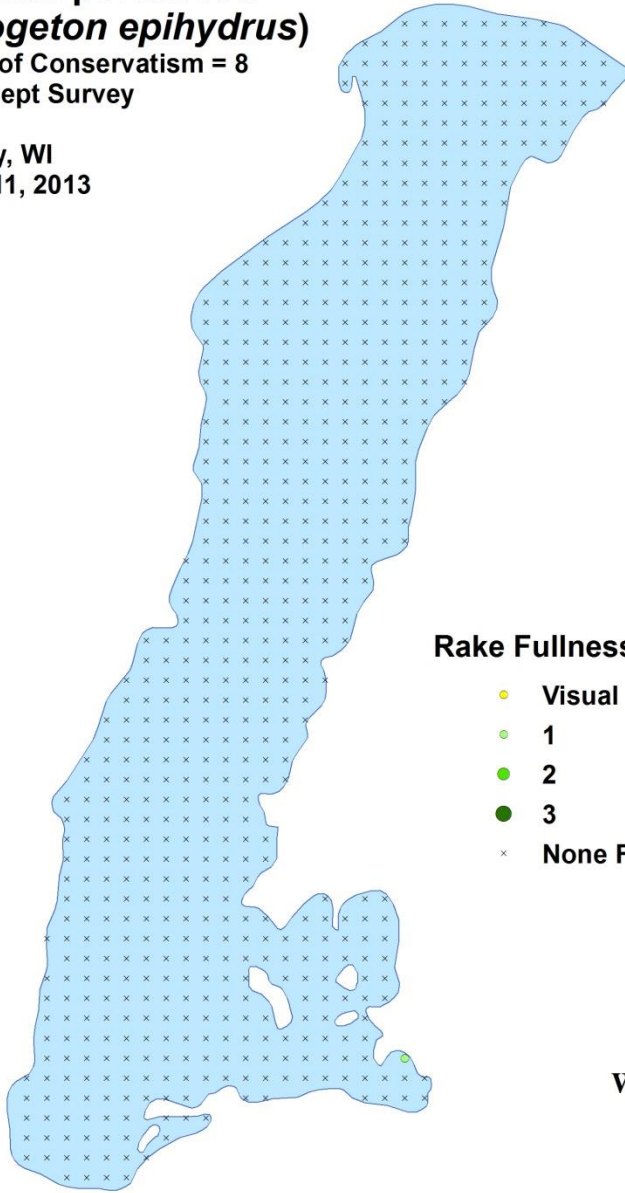 ogeton epihydrus)
of Conservatism = 8
ept Survey
y, WI
11, 2013
Rake Fullness
Visual
1
2
3
None F